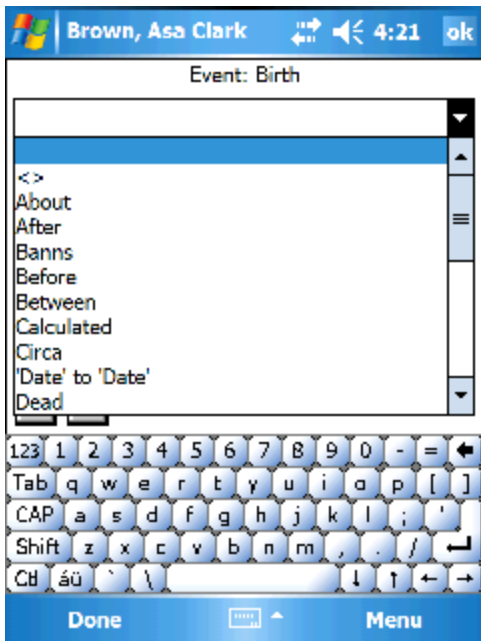 Brown, Asa Clark 4:21 ok
Event: Birth
<>
About
After
Banns
Before
Between
Calculated
Circa
'Date' to 'Date'
Dead
123 1 2 3 4 5 6 7 8 9 0 - =
Tab q w e r t y u i o p [ ]
CAP a s d f g h j k l ; '
Shift z x c v b n m , . /
Ctl áü ` \
Done Menu